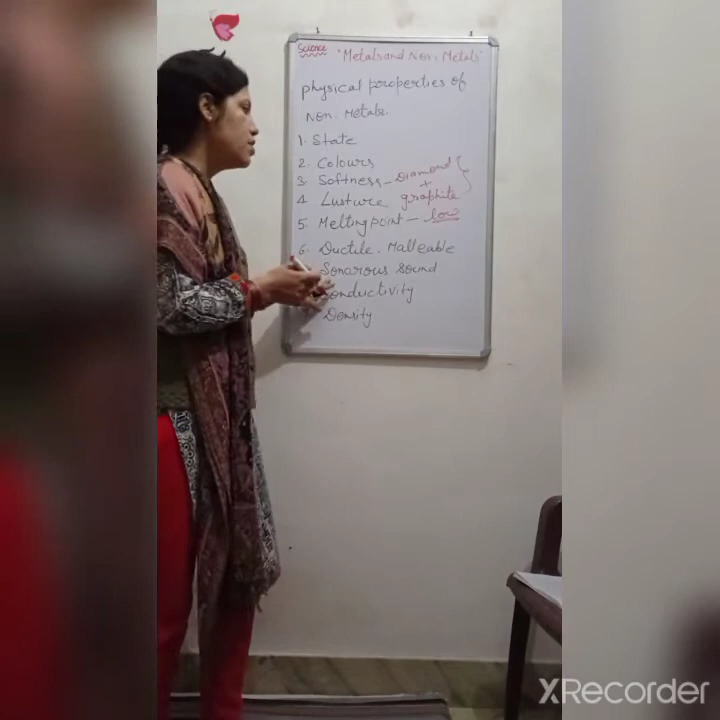 Science "Metals and Non. Metals"
physical properties of
Non. Metals.
1. State
2. Colours
3. Softness - Diamond
+
4. Lusture graphite
5. Melting point - low
6. Ductile. Malleable
Sonorous sound
Conductivity
Density
XRecorder